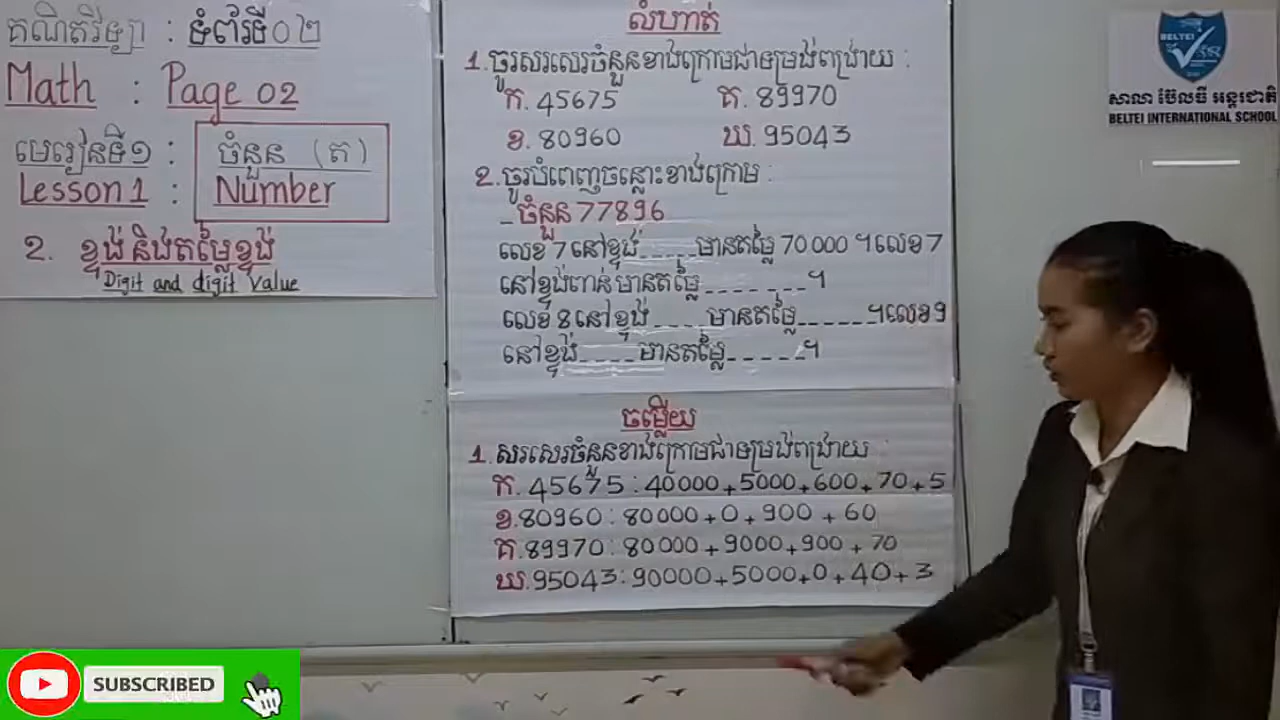 គណិតវិទ្យា : ទំព័រទី០២
Math : Page 02
មេរៀនទី១ : ចំនួន (ត)
Lesson 1 : Number
២. ខ្ទង់ និងតម្លៃខ្ទង់
Digit and digit Value
លំហាត់
១. ចូរសរសេរចំនួនខាងក្រោមជាទម្រង់ពង្រាយ :
ក. 45675 គ. 89970
ខ. 80960 ឃ. 95043
២. ចូរបំពេញចន្លោះខាងក្រោម :
_ ចំនួន 77896
លេខ 7 នៅខ្ទង់ _ _ _ _ _ មានតម្លៃ 70 000 ។ លេខ 7
នៅខ្ទង់ពាន់ មានតម្លៃ _ _ _ _ _ _ _ ។
លេខ 8 នៅខ្ទង់ _ _ _ _ មានតម្លៃ _ _ _ _ _ _ ។ លេខ 9
នៅខ្ទង់ _ _ _ _ មានតម្លៃ _ _ _ _ _ ។
ចម្លើយ
១. សរសេរចំនួនខាងក្រោមជាទម្រង់ពង្រាយ :
ក. 45675 : 40000 + 5000 + 600 + 70 + 5
ខ. 80960 : 80000 + 0 + 900 + 60
គ. 89970 : 80000 + 9000 + 900 + 70
ឃ. 95043 : 90000 + 5000 + 0 + 40 + 3
BELTEI
សាលា ប៊ែលធី អន្តរជាតិ
BELTEI INTERNATIONAL SCHOOL
SUBSCRIBED